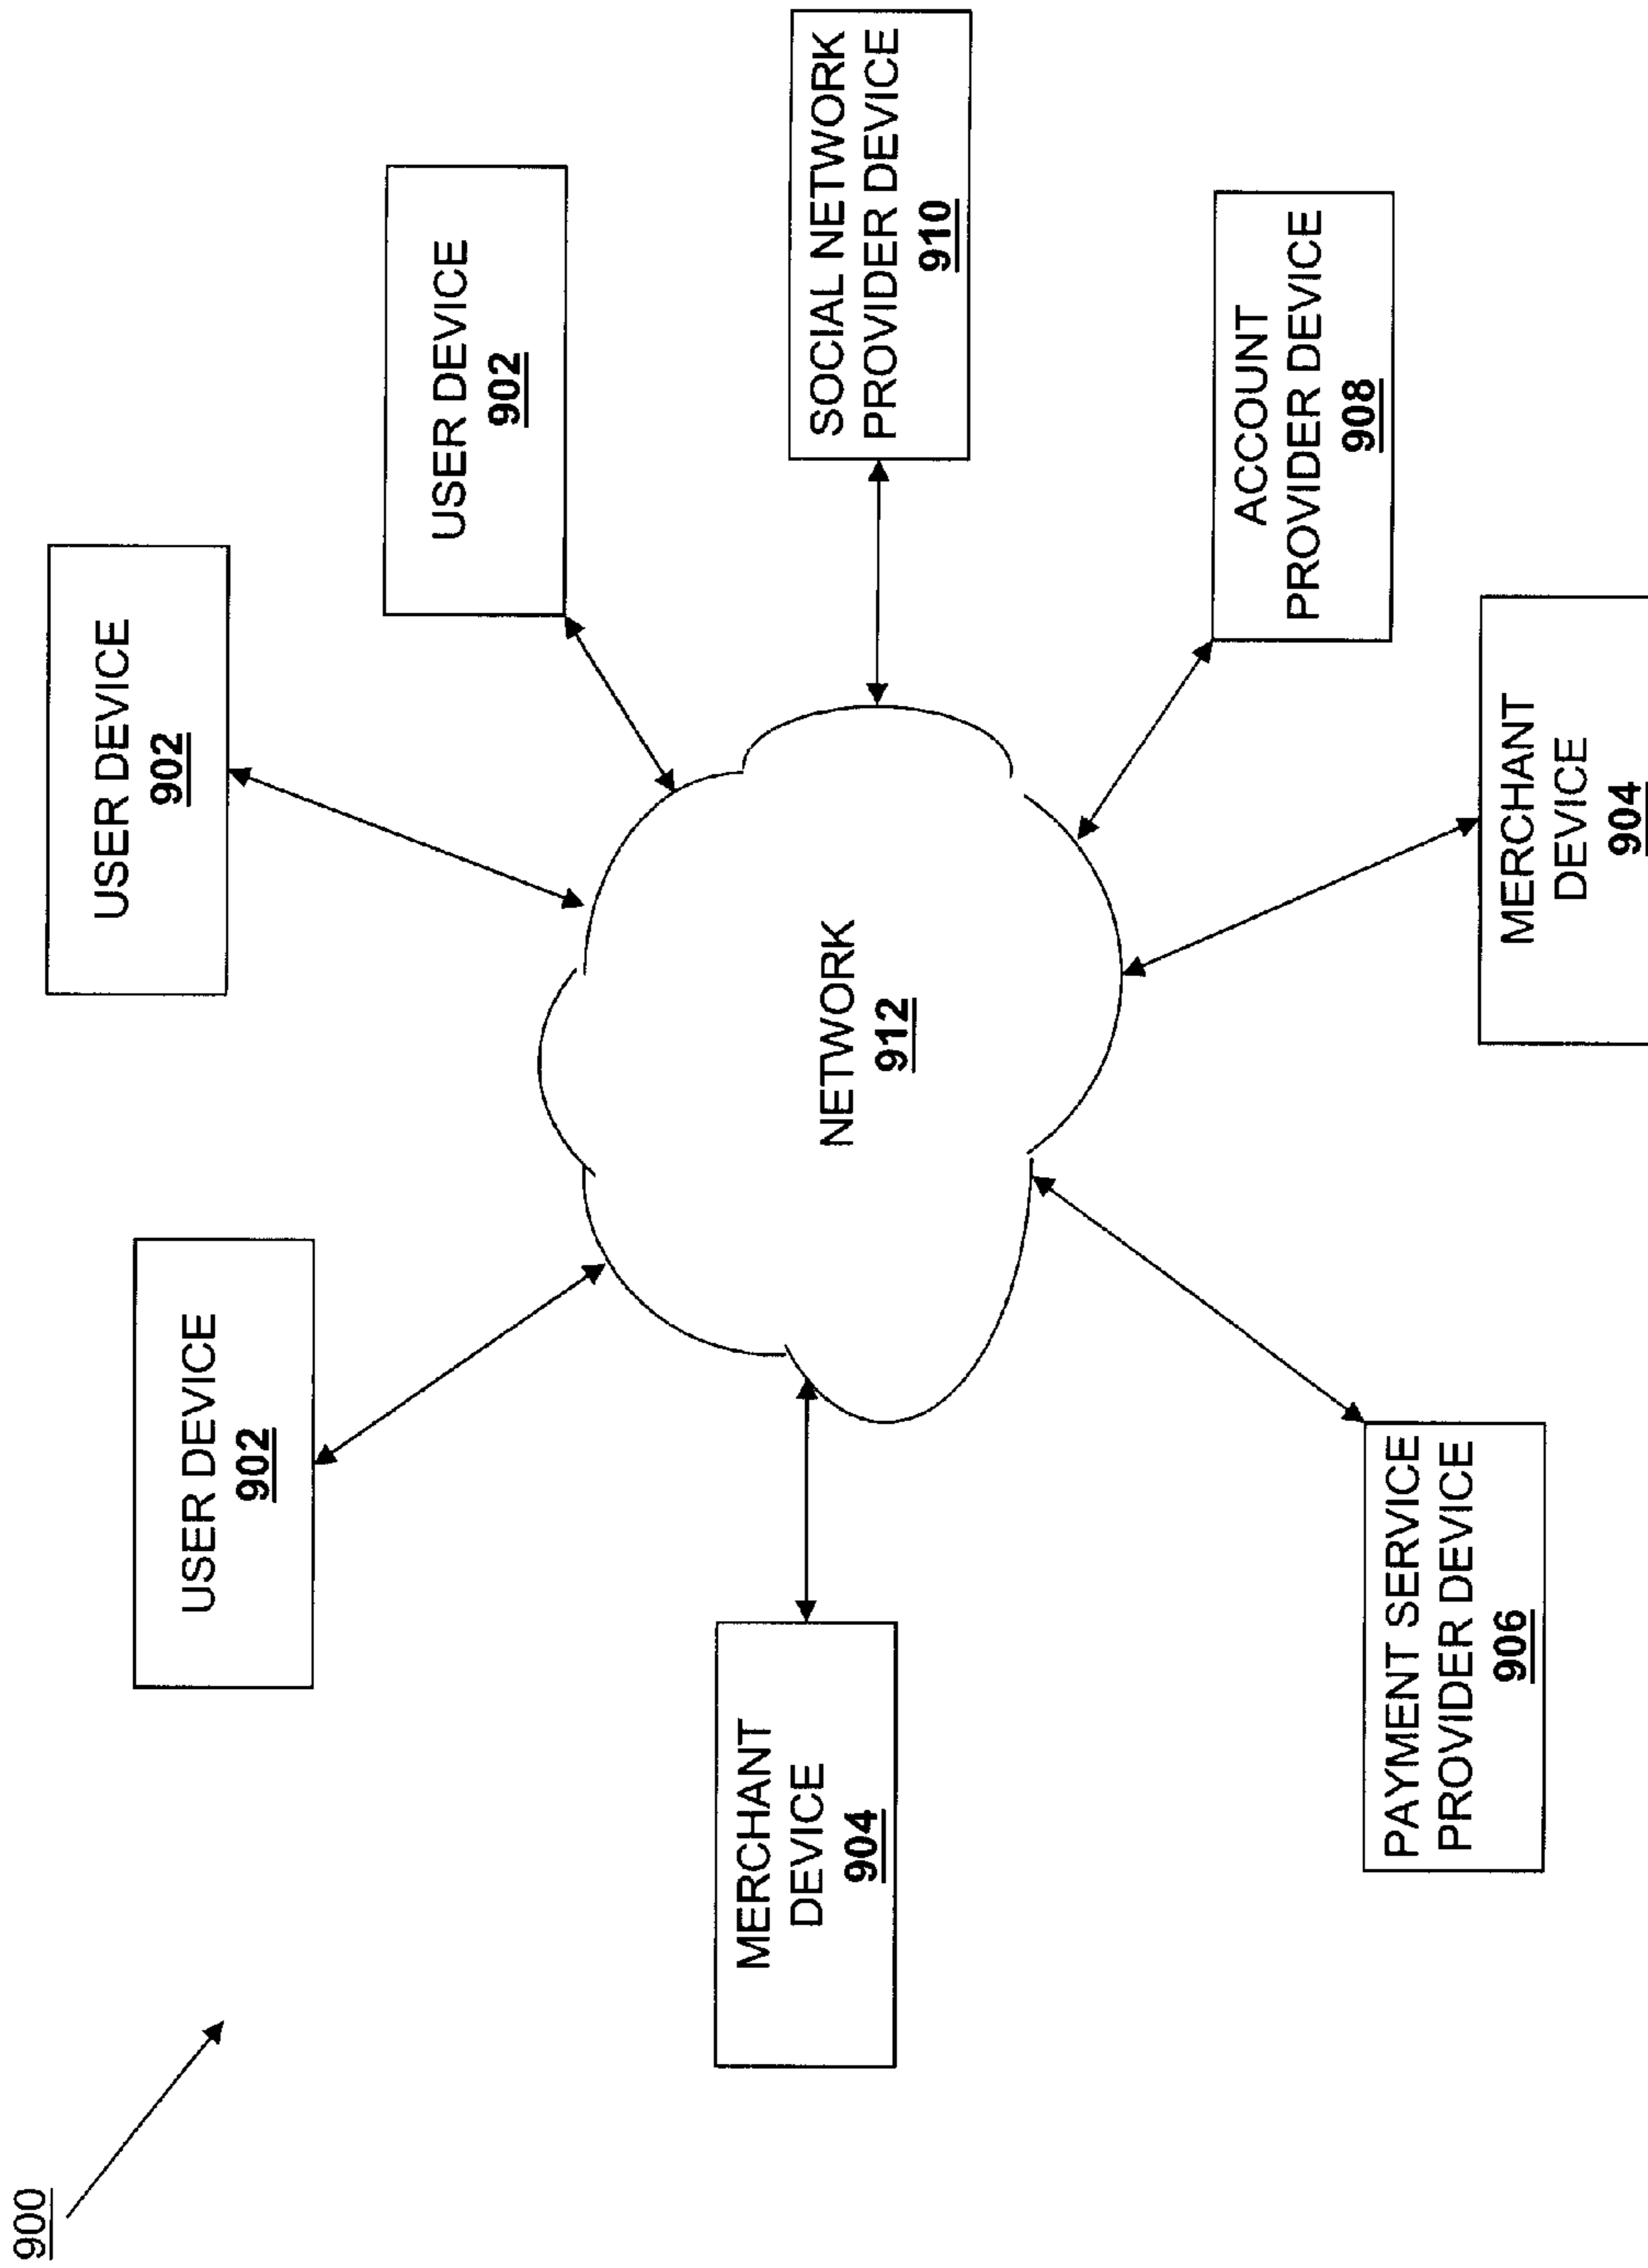 900
USER DEVICE
902
USER DEVICE
902
USER DEVICE
902
MERCHANT
DEVICE
904
NETWORK
912
SOCIAL NETWORK
PROVIDER DEVICE
910
PAYMENT SERVICE
PROVIDER DEVICE
906
ACCOUNT
PROVIDER DEVICE
908
MERCHANT
DEVICE
904